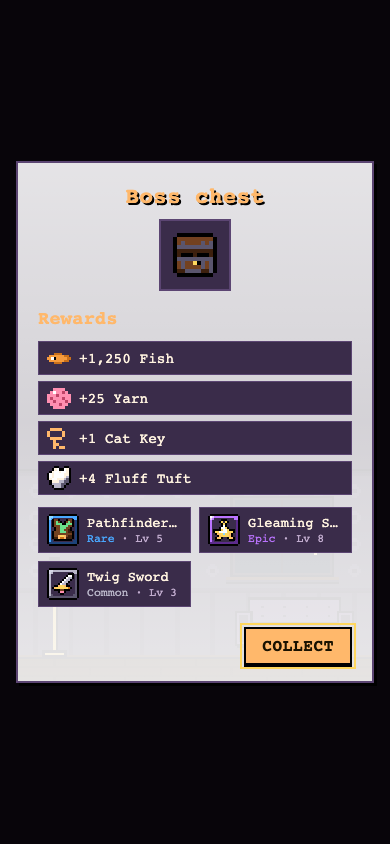 Boss chest
Rewards
+1,250 Fish
+25 Yarn
+1 Cat Key
+4 Fluff Tuft
Pathfinder…
Rare · Lv 5
Gleaming S…
Epic · Lv 8
Twig Sword
Common · Lv 3
COLLECT